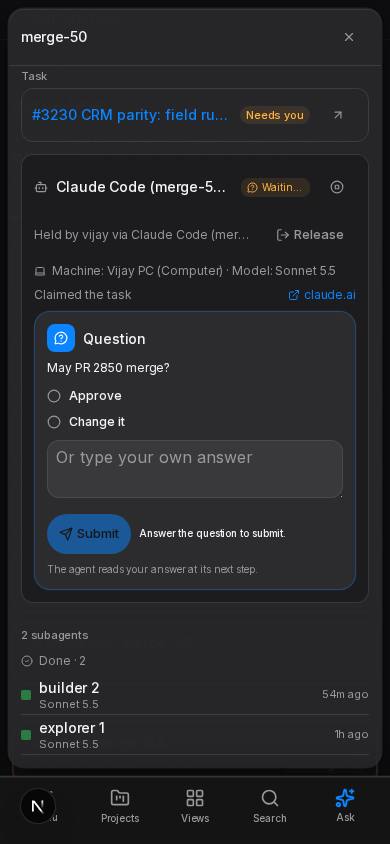 merge-50
Task
#3230 CRM parity: field ru...
Needs you
Claude Code (merge-5...
Waitin...
Held by vijay via Claude Code (mer...
Release
Machine: Vijay PC (Computer) · Model: Sonnet 5.5
Claimed the task
claude.ai
Question
May PR 2850 merge?
Approve
Change it
Or type your own answer
Submit
Answer the question to submit.
The agent reads your answer at its next step.
2 subagents
Done · 2
builder 2
54m ago
Sonnet 5.5
explorer 1
1h ago
Sonnet 5.5
N
Projects
Views
Search
Ask